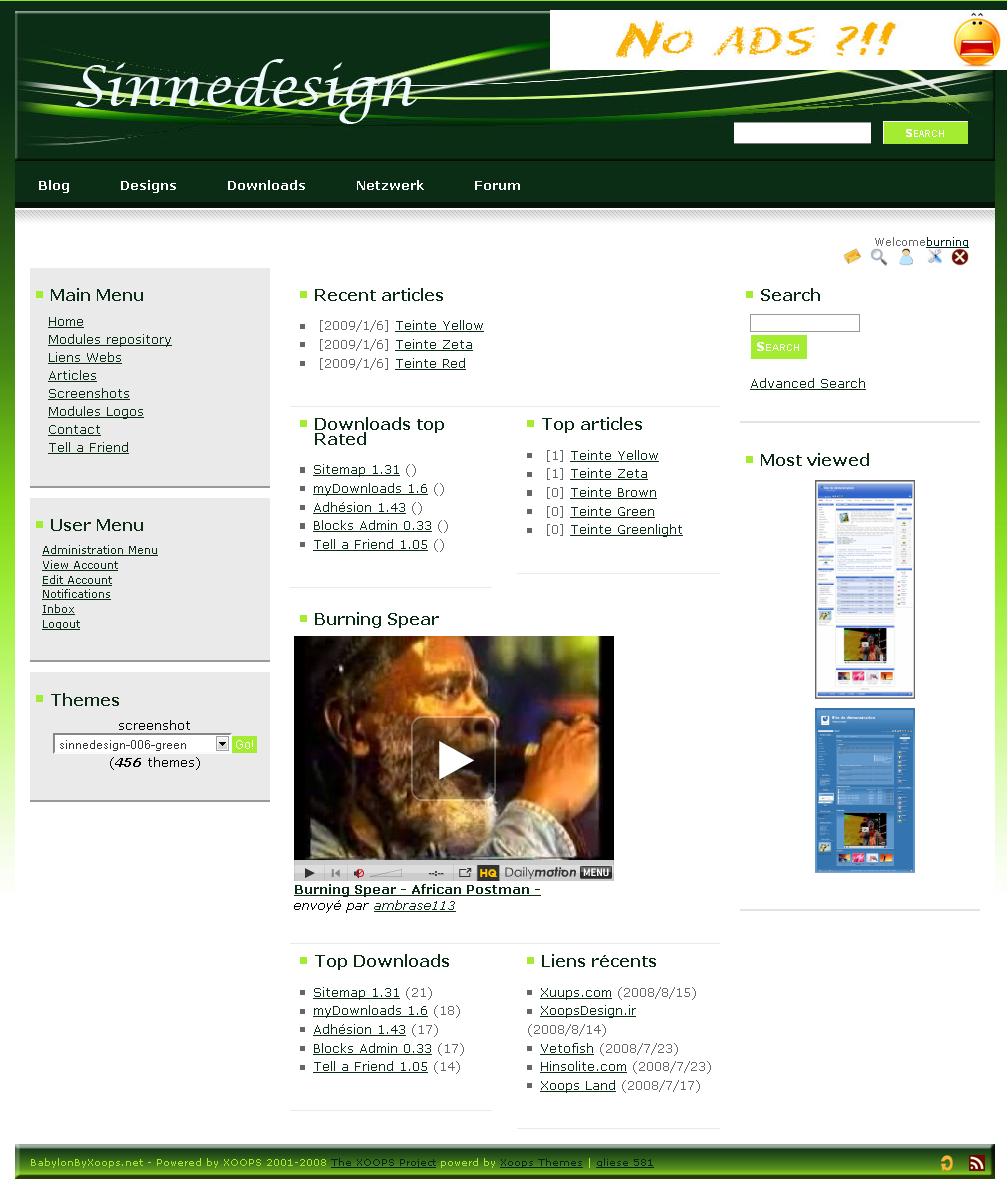 No ADS ?!!
Sinnedesign
Search
Blog Designs Downloads Netzwerk Forum
Welcomeburning
Main Menu
Home
Modules repository
Liens Webs
Articles
Screenshots
Modules Logos
Contact
Tell a Friend
User Menu
Administration Menu
View Account
Edit Account
Notifications
Inbox
Logout
Themes
screenshot
sinnedesign-006-green Go!
(456 themes)
Recent articles
[2009/1/6] Teinte Yellow
[2009/1/6] Teinte Zeta
[2009/1/6] Teinte Red
Downloads top
Rated
Sitemap 1.31 ()
myDownloads 1.6 ()
Adhésion 1.43 ()
Blocks Admin 0.33 ()
Tell a Friend 1.05 ()
Top articles
[1] Teinte Yellow
[1] Teinte Zeta
[0] Teinte Brown
[0] Teinte Green
[0] Teinte Greenlight
Burning Spear
--:-- HQ Dailymotion MENU
Burning Spear - African Postman -
envoyé par ambrase113
Top Downloads
Sitemap 1.31 (21)
myDownloads 1.6 (18)
Adhésion 1.43 (17)
Blocks Admin 0.33 (17)
Tell a Friend 1.05 (14)
Liens récents
Xuups.com (2008/8/15)
XoopsDesign.ir
(2008/8/14)
Vetofish (2008/7/23)
Hinsolite.com (2008/7/23)
Xoops Land (2008/7/17)
Search
Search
Advanced Search
Most viewed
Site de démonstration
Site de démonstration
BabylonByXoops.net - Powered by XOOPS 2001-2008 The XOOPS Project powerd by Xoops Themes | gliese 581